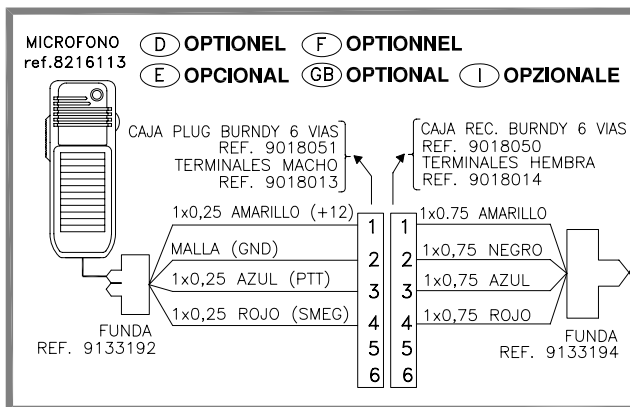 MICROFONO
ref.8216113
D OPTIONEL F OPTIONNEL
E OPCIONAL GB OPTIONAL I OPZIONALE
CAJA PLUG BURNDY 6 VIAS
REF. 9018051
TERMINALES MACHO
REF. 9018013
CAJA REC. BURNDY 6 VIAS
REF. 9018050
TERMINALES HEMBRA
REF. 9018014
1x0,25 AMARILLO (+12) 1 1 1x0.75 AMARILLO
MALLA (GND) 2 2 1x0,75 NEGRO
1x0,25 AZUL (PTT) 3 3 1x0,75 AZUL
1x0,25 ROJO (SMEG) 4 4 1x0,75 ROJO
5 5
6 6
FUNDA
REF. 9133192
FUNDA
REF. 9133194